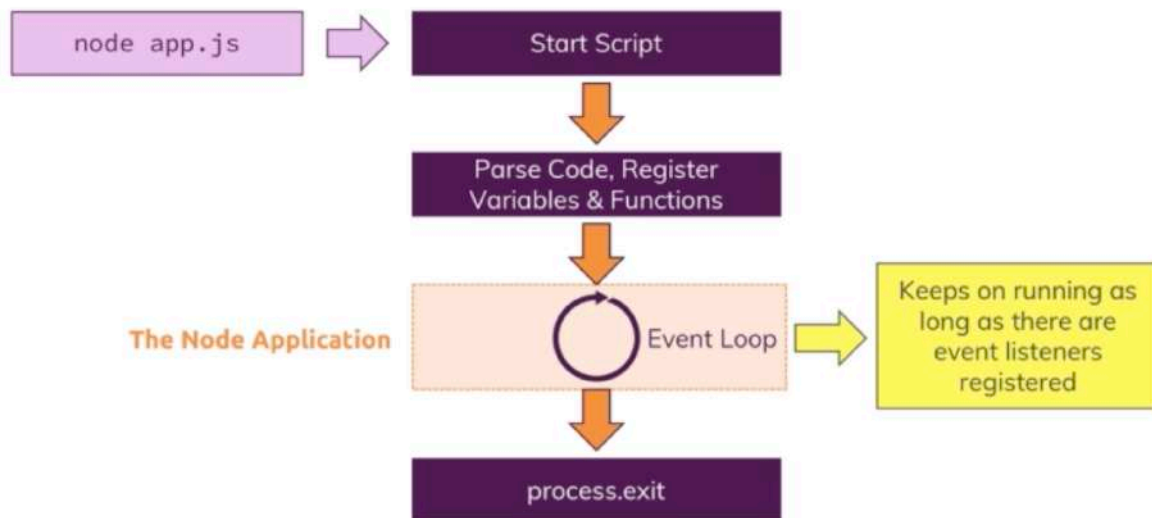 node app.js
Start Script
Parse Code, Register
Variables & Functions
The Node Application
Event Loop
Keeps on running as
long as there are
event listeners
registered
process.exit